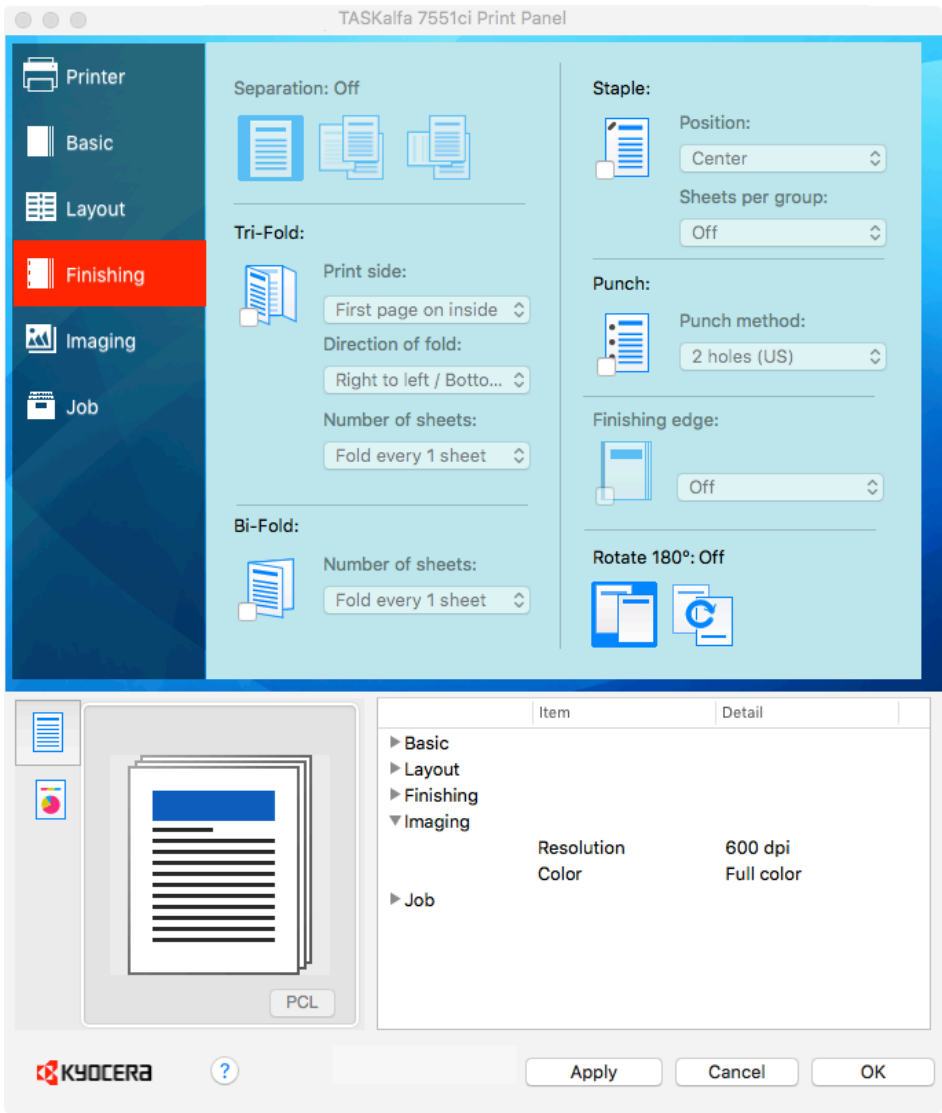 TASKalfa 7551ci Print Panel
Printer
Basic
Layout
Finishing
Imaging
Job
Separation: Off
Tri-Fold:
Print side:
First page on inside
Direction of fold:
Right to left / Botto...
Number of sheets:
Fold every 1 sheet
Bi-Fold:
Number of sheets:
Fold every 1 sheet
Staple:
Position:
Center
Sheets per group:
Off
Punch:
Punch method:
2 holes (US)
Finishing edge:
Off
Rotate 180°: Off
PCL
Item Detail
Basic
Layout
Finishing
Imaging
Resolution 600 dpi
Color Full color
Job
KYOCERA
?
Apply Cancel OK